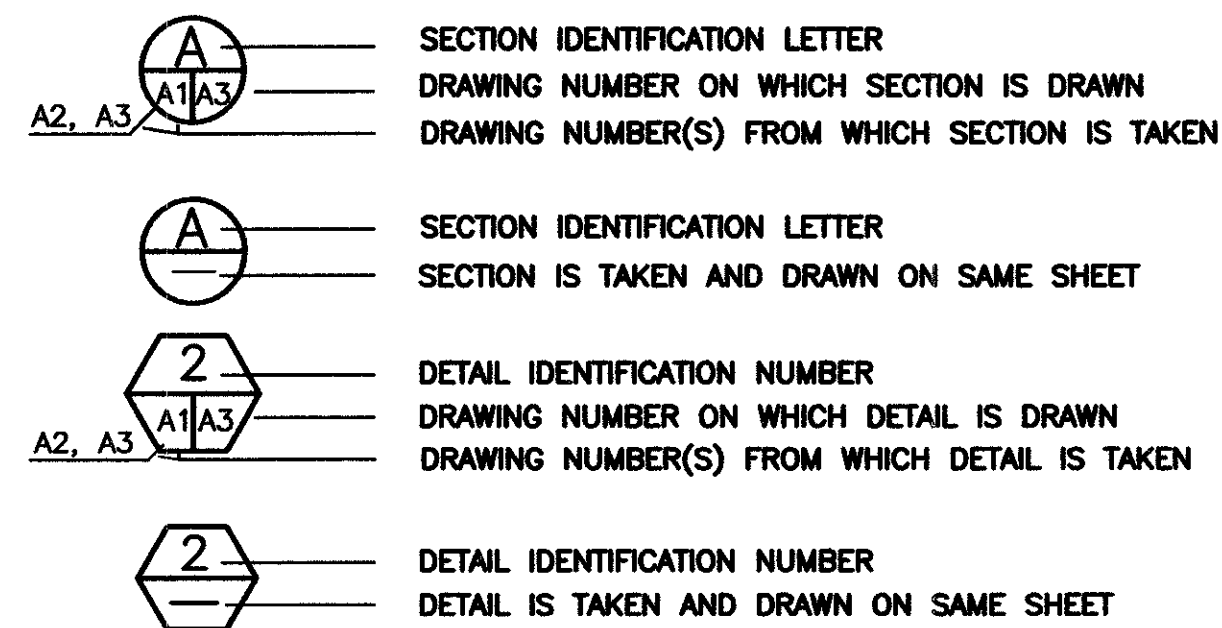 A SECTION IDENTIFICATION LETTER
A1 A3 DRAWING NUMBER ON WHICH SECTION IS DRAWN
A2, A3 DRAWING NUMBER(S) FROM WHICH SECTION IS TAKEN
A SECTION IDENTIFICATION LETTER
— SECTION IS TAKEN AND DRAWN ON SAME SHEET
2 DETAIL IDENTIFICATION NUMBER
A1 A3 DRAWING NUMBER ON WHICH DETAIL IS DRAWN
A2, A3 DRAWING NUMBER(S) FROM WHICH DETAIL IS TAKEN
2 DETAIL IDENTIFICATION NUMBER
— DETAIL IS TAKEN AND DRAWN ON SAME SHEET